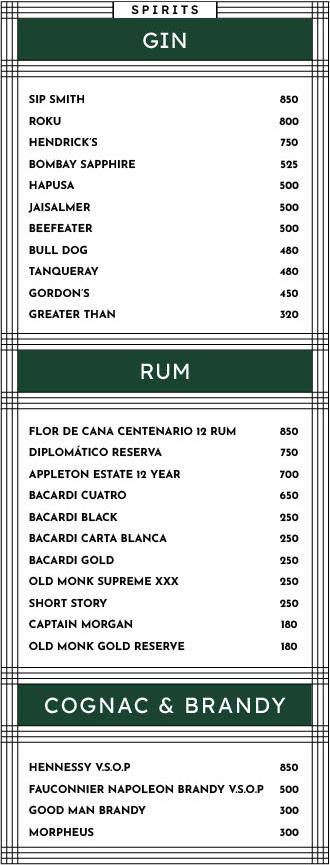 SPIRITS
GIN
SIP SMITH 850
ROKU 800
HENDRICK'S 750
BOMBAY SAPPHIRE 525
HAPUSA 500
JAISALMER 500
BEEFEATER 500
BULL DOG 480
TANQUERAY 480
GORDON'S 450
GREATER THAN 320
RUM
FLOR DE CANA CENTENARIO 12 RUM 850
DIPLOMÁTICO RESERVA 750
APPLETON ESTATE 12 YEAR 700
BACARDI CUATRO 650
BACARDI BLACK 250
BACARDI CARTA BLANCA 250
BACARDI GOLD 250
OLD MONK SUPREME XXX 250
SHORT STORY 250
CAPTAIN MORGAN 180
OLD MONK GOLD RESERVE 180
COGNAC & BRANDY
HENNESSY V.S.O.P 850
FAUCONNIER NAPOLEON BRANDY V.S.O.P 500
GOOD MAN BRANDY 300
MORPHEUS 300